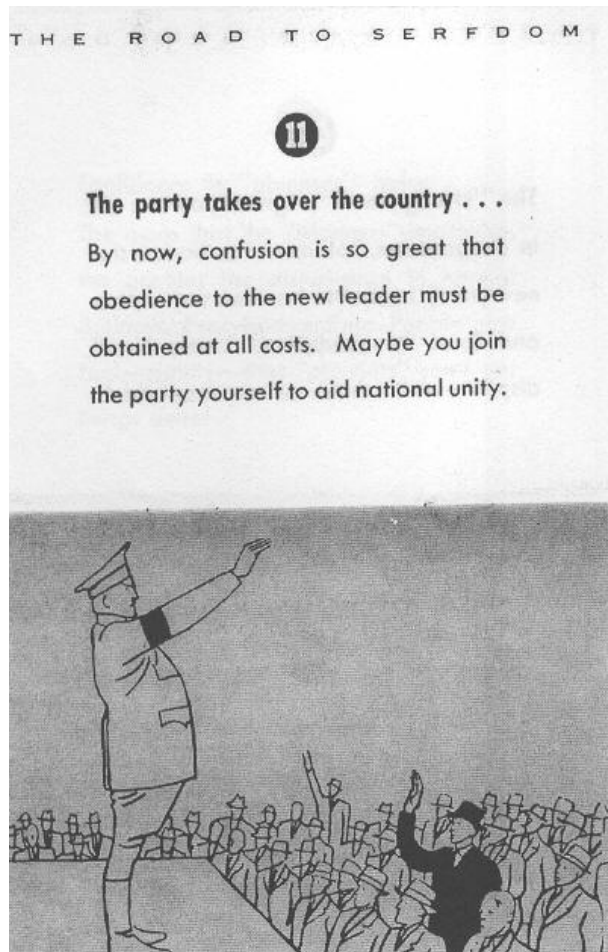 THE ROAD TO SERFDOM
11
The party takes over the country . . .
By now, confusion is so great that
obedience to the new leader must be
obtained at all costs. Maybe you join
the party yourself to aid national unity.